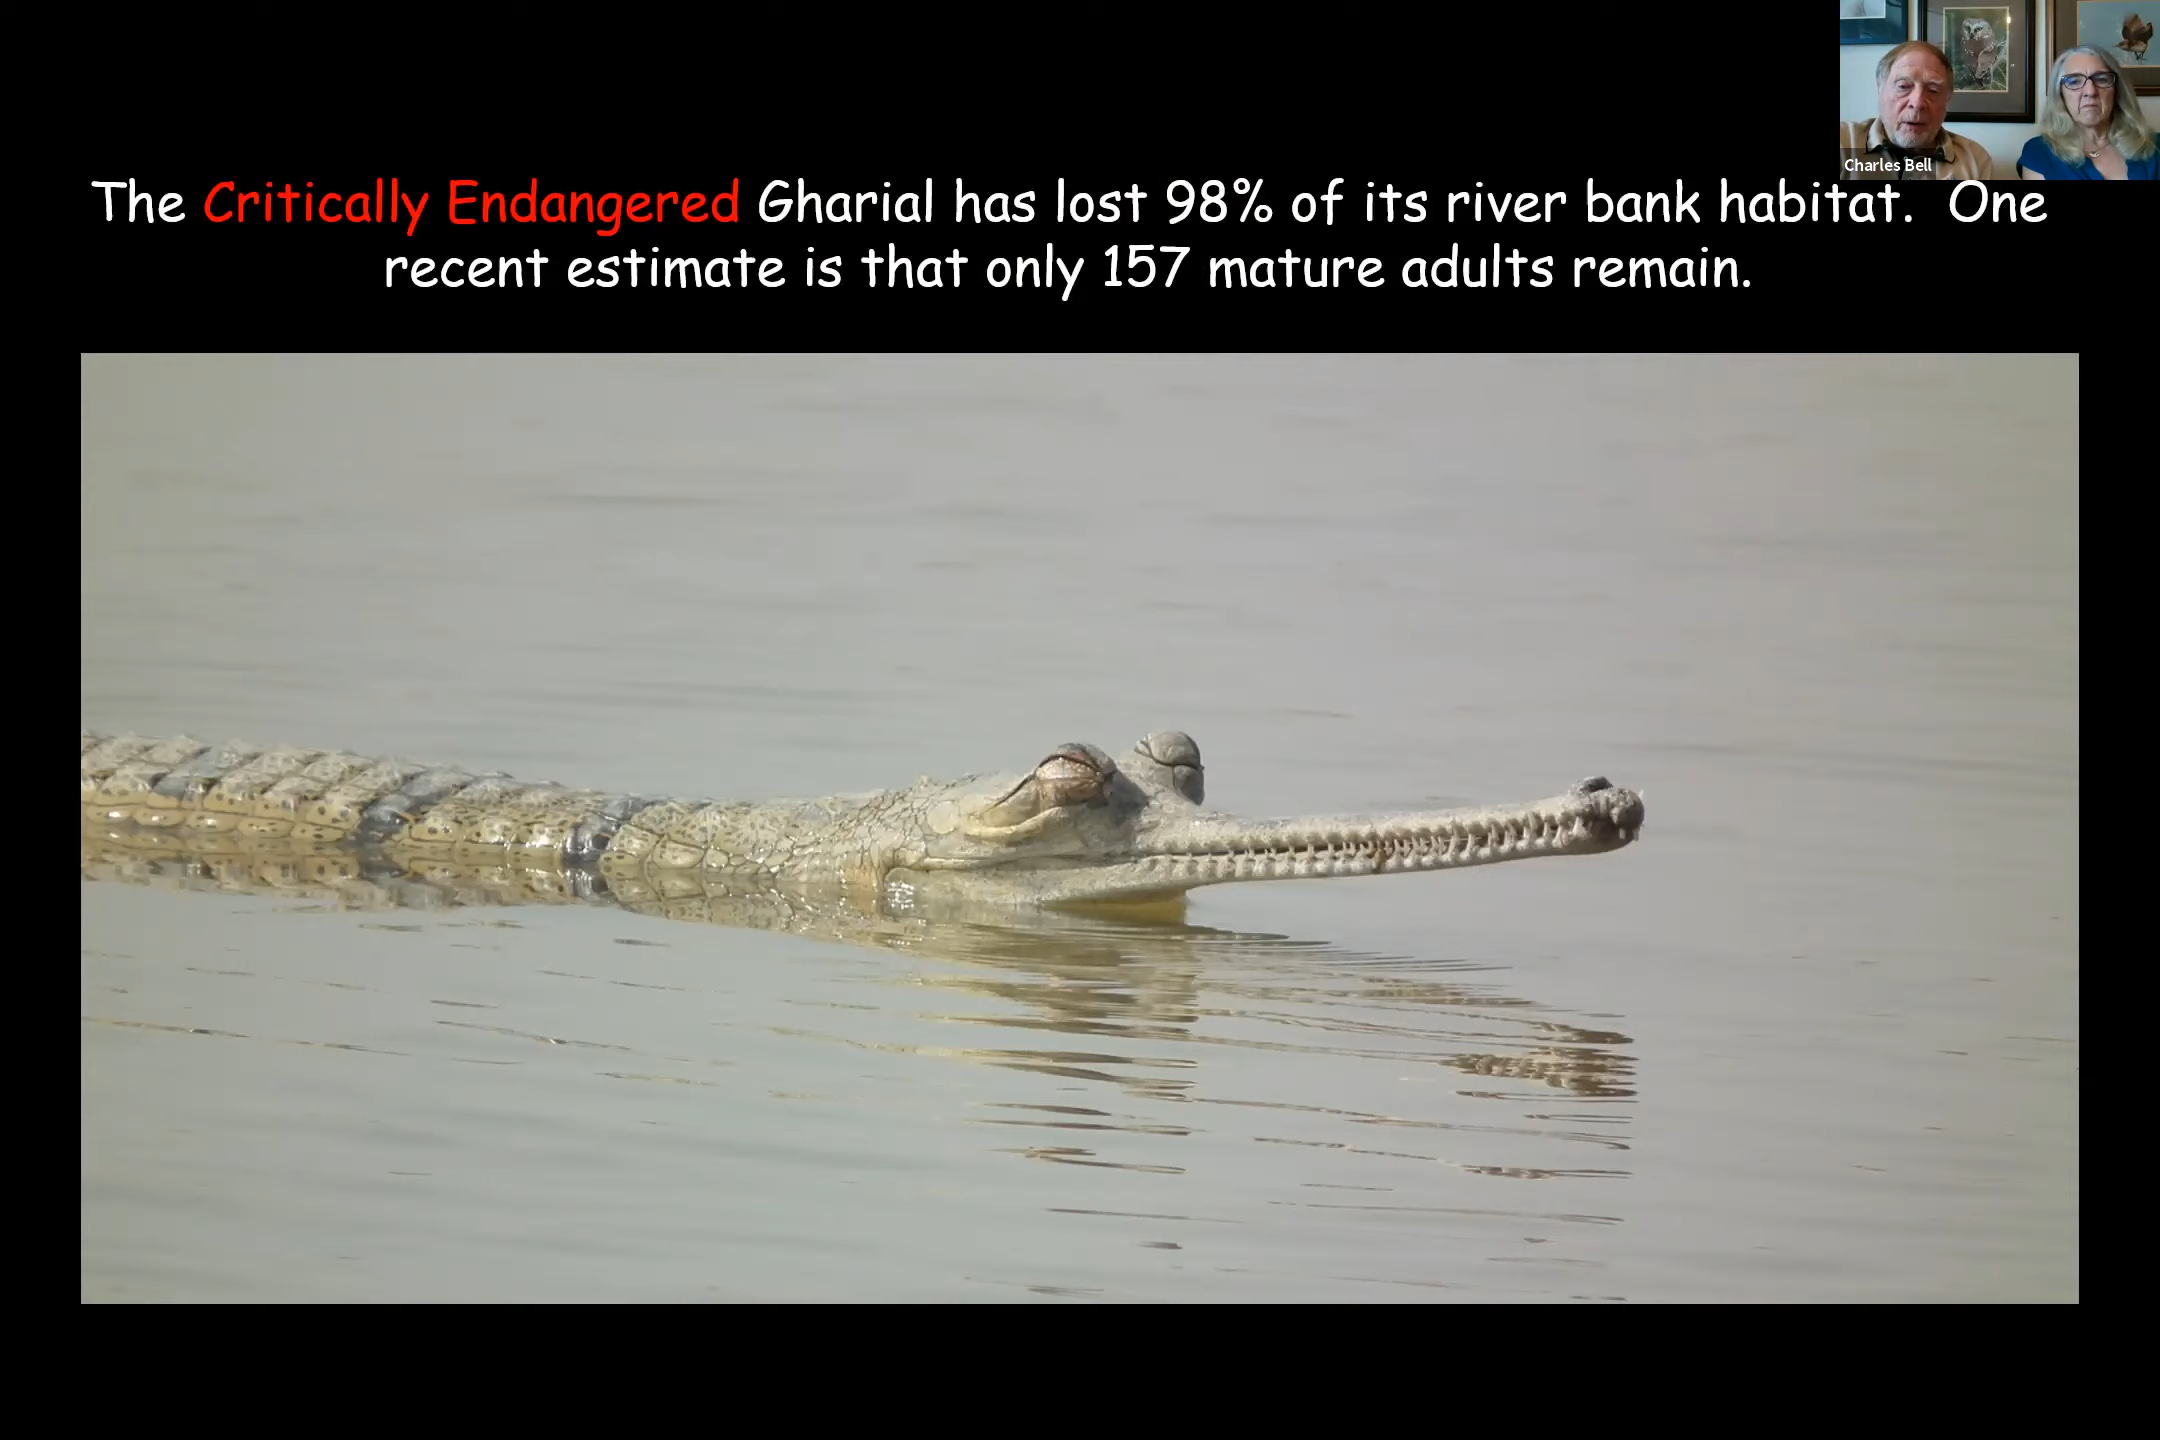 Charles Bell
The Critically Endangered Gharial has lost 98% of its river bank habitat.  One
recent estimate is that only 157 mature adults remain.